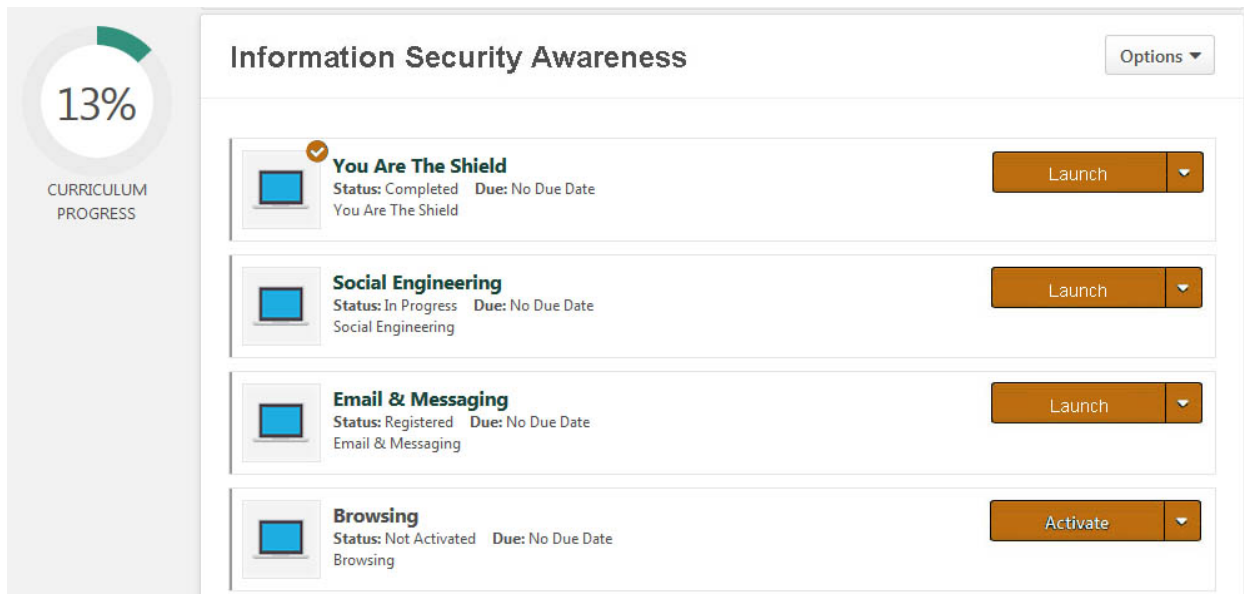 13%
CURRICULUM
PROGRESS
Information Security Awareness
Options
You Are The Shield
Status: Completed Due: No Due Date
You Are The Shield
Launch
Social Engineering
Status: In Progress Due: No Due Date
Social Engineering
Launch
Email & Messaging
Status: Registered Due: No Due Date
Email & Messaging
Launch
Browsing
Status: Not Activated Due: No Due Date
Browsing
Activate